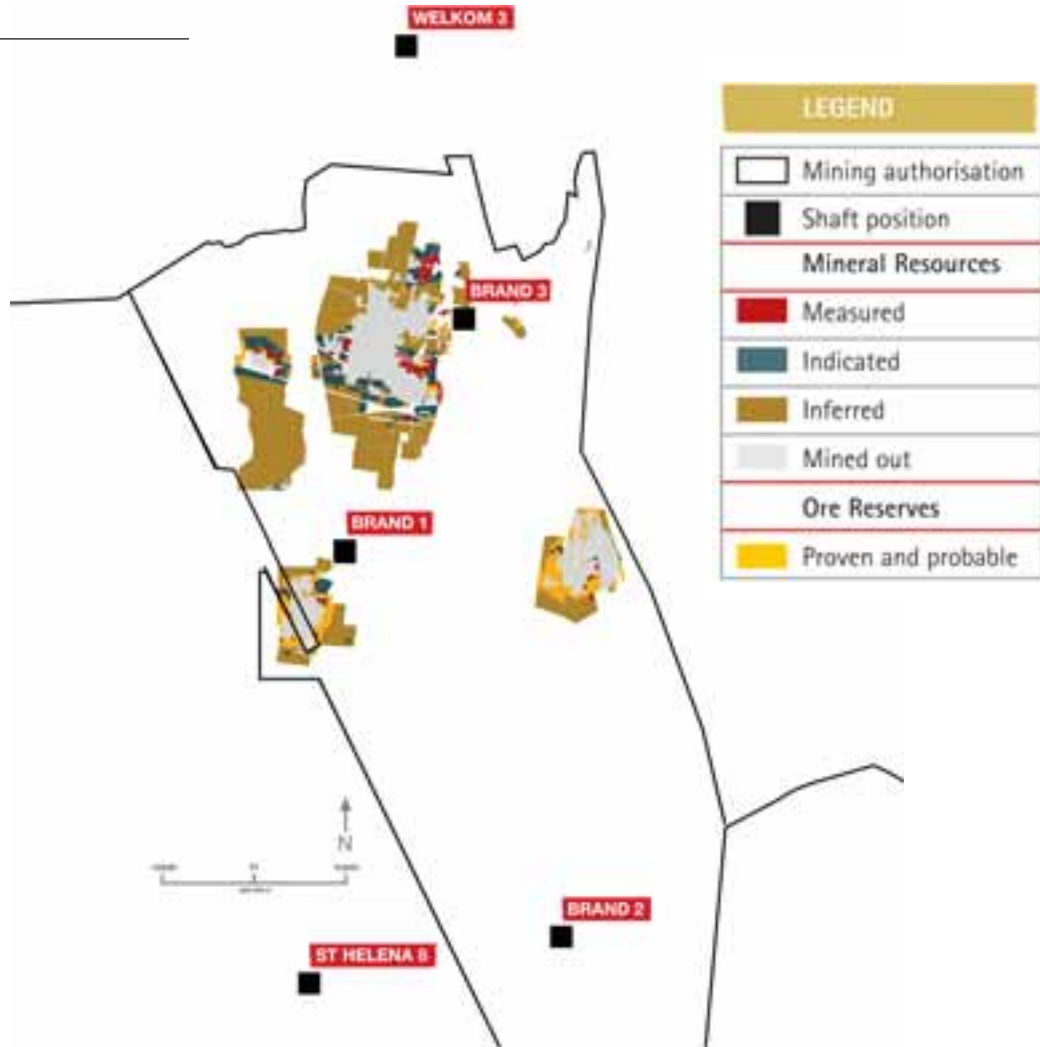 WELKOM 3
LEGEND
Mining authorisation
Shaft position
Mineral Resources
Measured
Indicated
Inferred
Mined out
Ore Reserves
Proven and probable
BRAND 3
BRAND 1
N
BRAND 2
ST HELENA 8